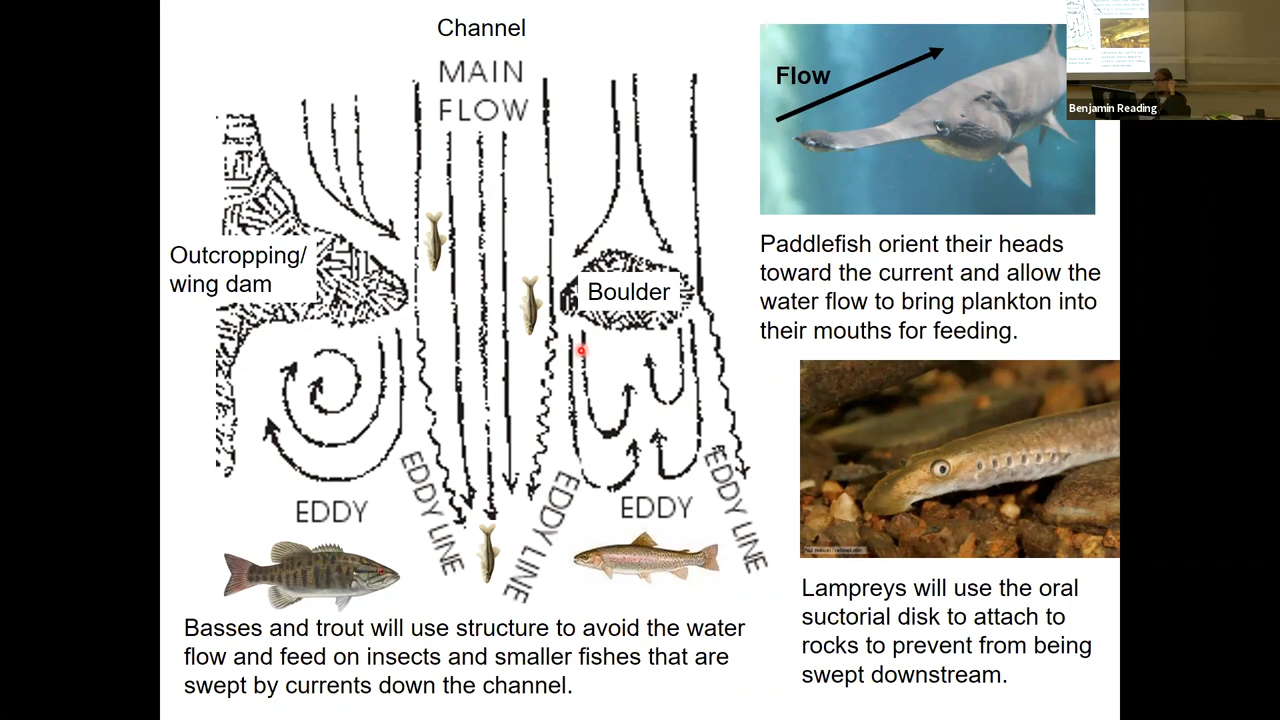 Channel
MAIN
FLOW
Outcropping/
wing dam
Boulder
EDDY
EDDY LINE
EDDY LINE
EDDY
EDDY LINE
Basses and trout will use structure to avoid the water
flow and feed on insects and smaller fishes that are
swept by currents down the channel.
Flow
Benjamin Reading
Paddlefish orient their heads
toward the current and allow the
water flow to bring plankton into
their mouths for feeding.
Lampreys will use the oral
suctorial disk to attach to
rocks to prevent from being
swept downstream.